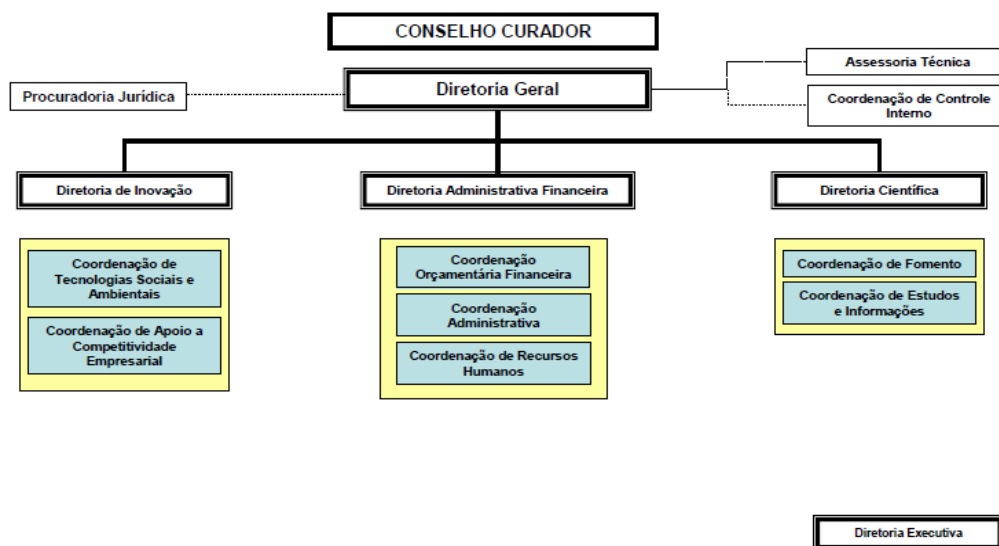 CONSELHO CURADOR
Assessoria Técnica
Diretoria Geral
Procuradoria Jurídica
Coordenação de Controle
Interno
Diretoria de Inovação
Diretoria Administrativa Financeira
Diretoria Científica
Coordenação de
Tecnologias Sociais e
Ambientais
Coordenação de Apoio a
Competitividade
Empresarial
Coordenação
Orçamentária Financeira
Coordenação
Administrativa
Coordenação de Recursos
Humanos
Coordenação de Fomento
Coordenação de Estudos
e Informações
Diretoria Executiva